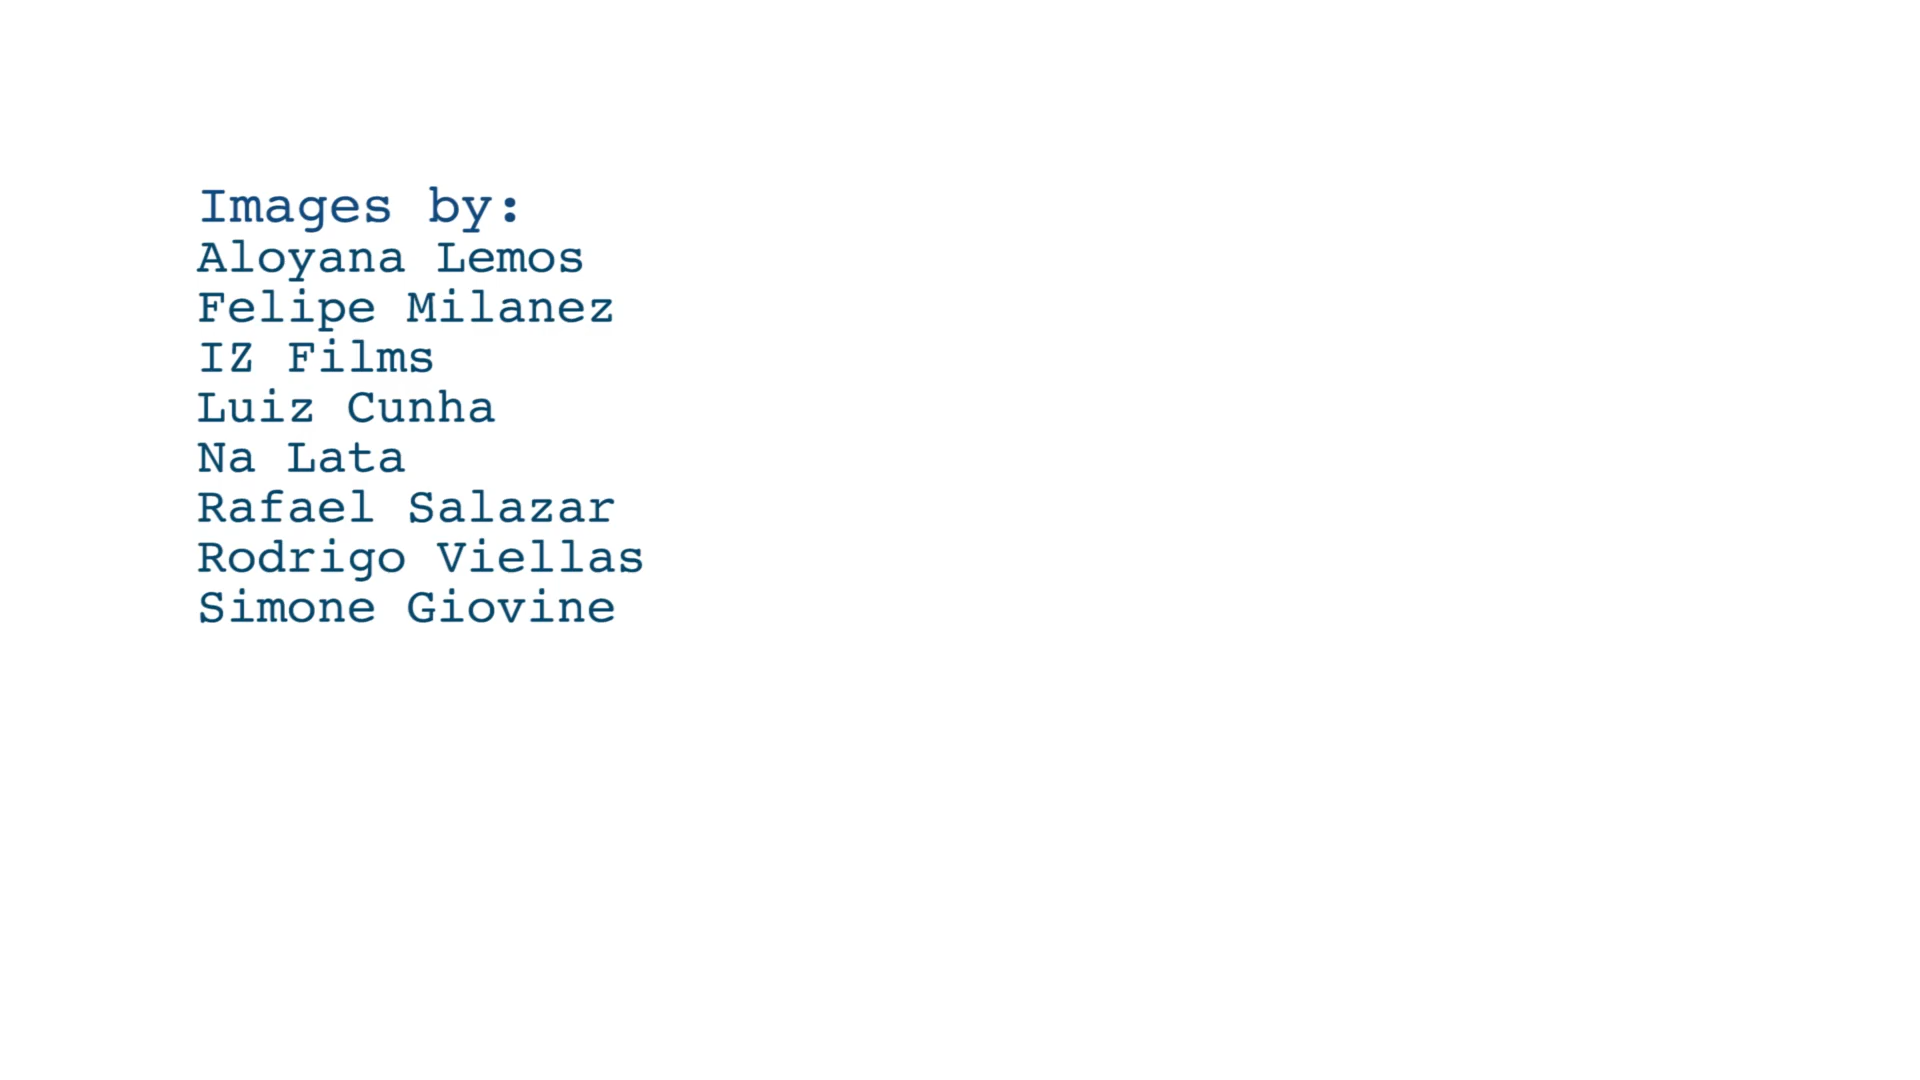 Images by:
Aloyana Lemos
Felipe Milanez
IZ Films
Luiz Cunha
Na Lata
Rafael Salazar
Rodrigo Viellas
Simone Giovine